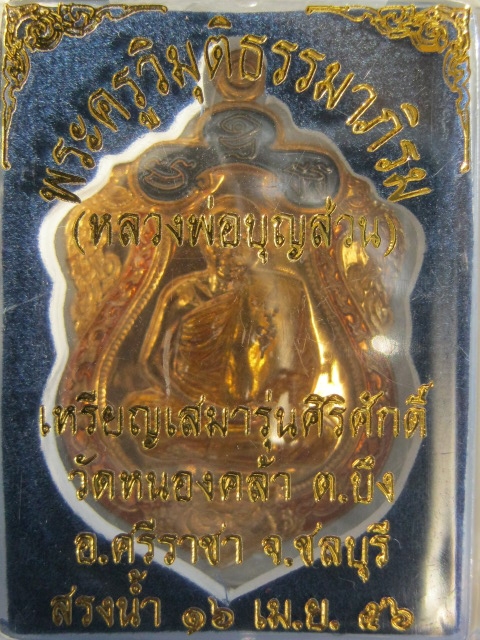 พระครูวิมุติธรรมาภิรม
(หลวงพ่อบุญส่วน)
เหรียญเสมารุ่นศิริศักดิ์
วัดหนองคล้า ต.บึง
อ.ศรีราชา จ.ชลบุรี
สรงน้ำ ๑๖ เม.ย. ๕๖